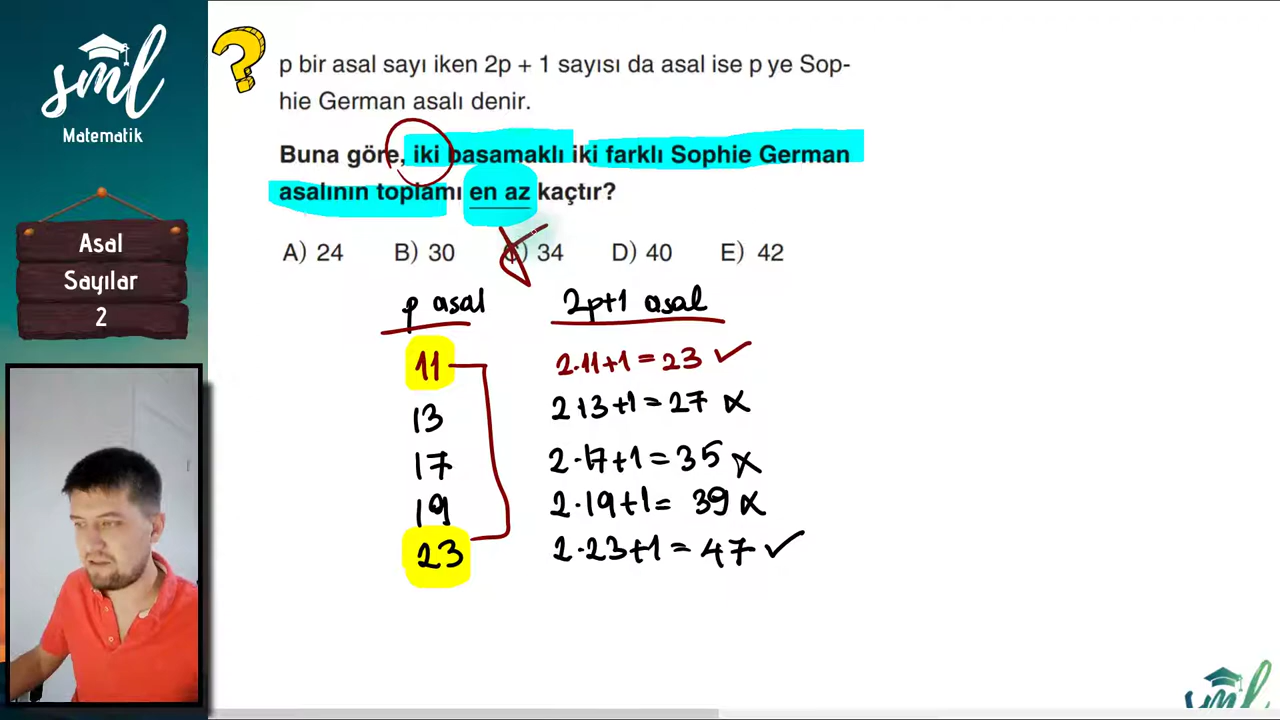 sml
Matematik
Asal
Sayılar
2
?
p bir asal sayı iken 2p + 1 sayısı da asal ise p ye Sop-
hie German asalı denir.
Buna göre, iki basamaklı iki farklı Sophie German
asalının toplamı en az kaçtır?
A) 24 B) 30 C) 34 D) 40 E) 42
p asal 2p+1 asal
11 2·11+1=23 ✓
13 2·13+1=27 x
17 2·17+1=35 x
19 2·19+1= 39 x
23 2·23+1=47 ✓
sml